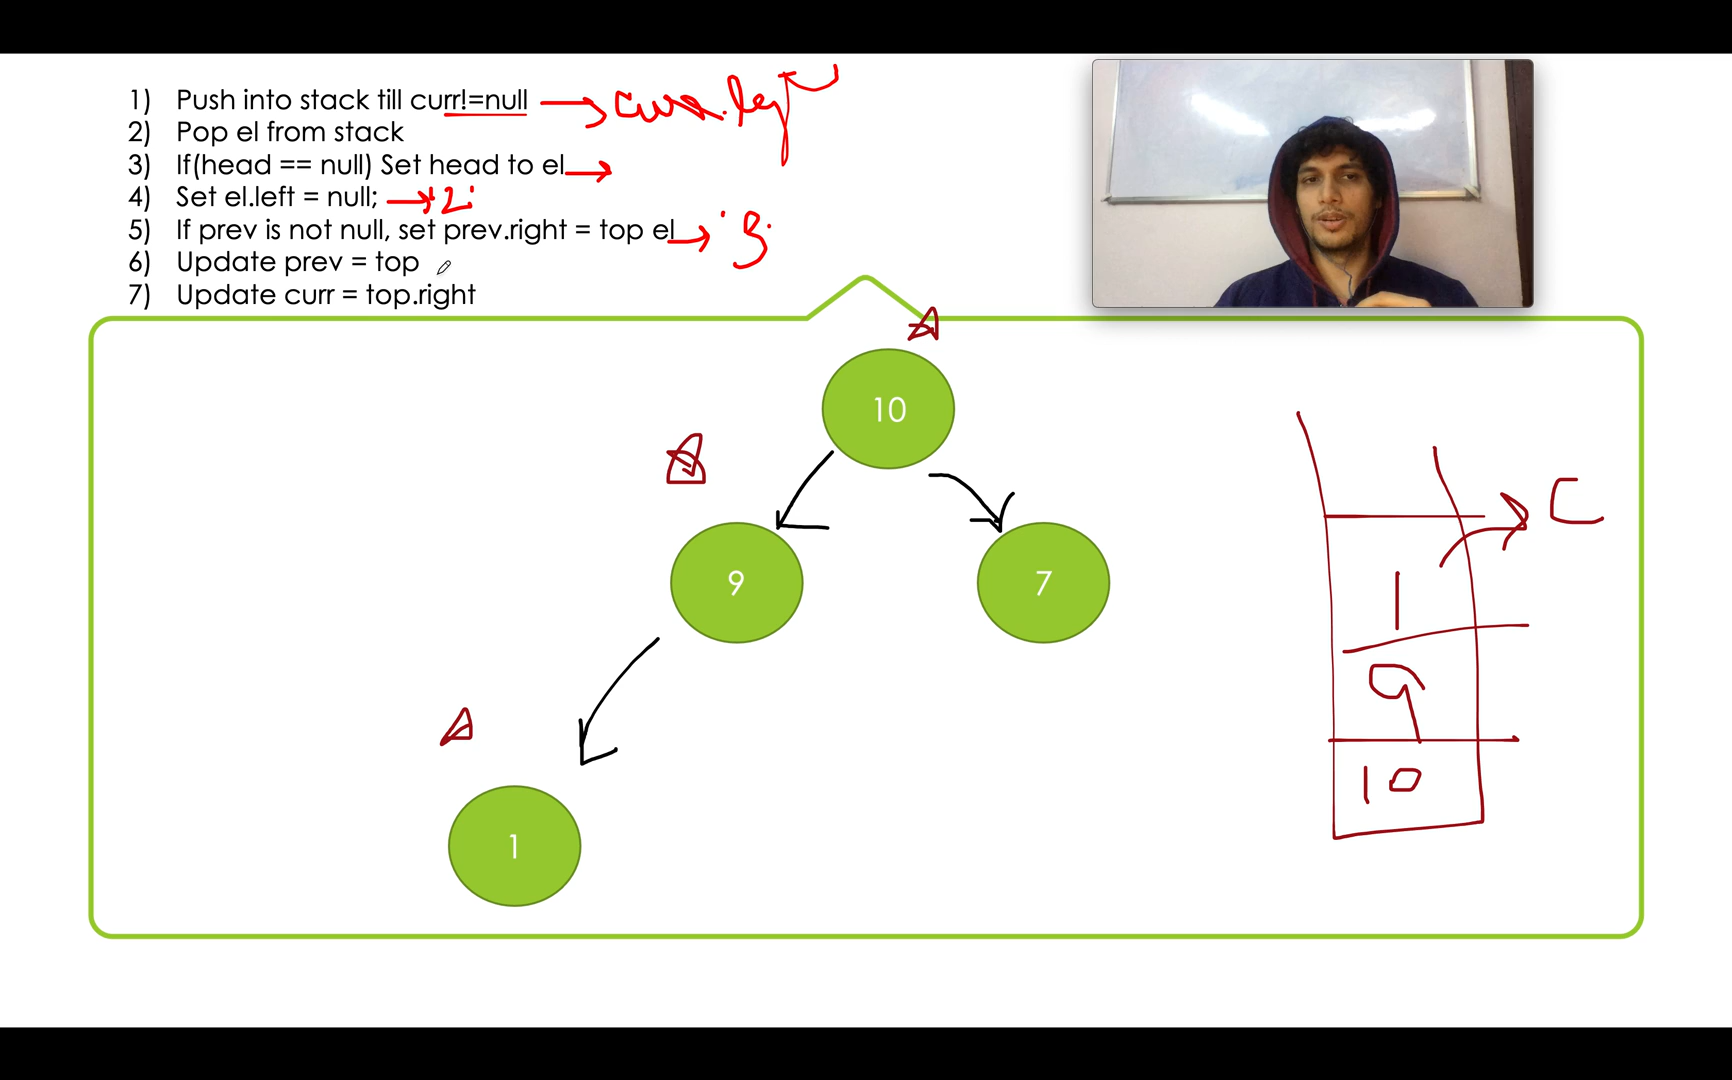 1) Push into stack till curr!=null → curr.left
2) Pop el from stack
3) If(head == null) Set head to el →
4) Set el.left = null; → '2'
5) If prev is not null, set prev.right = top el → '3'
6) Update prev = top
7) Update curr = top.right
10
9
7
1
C
1
9
10